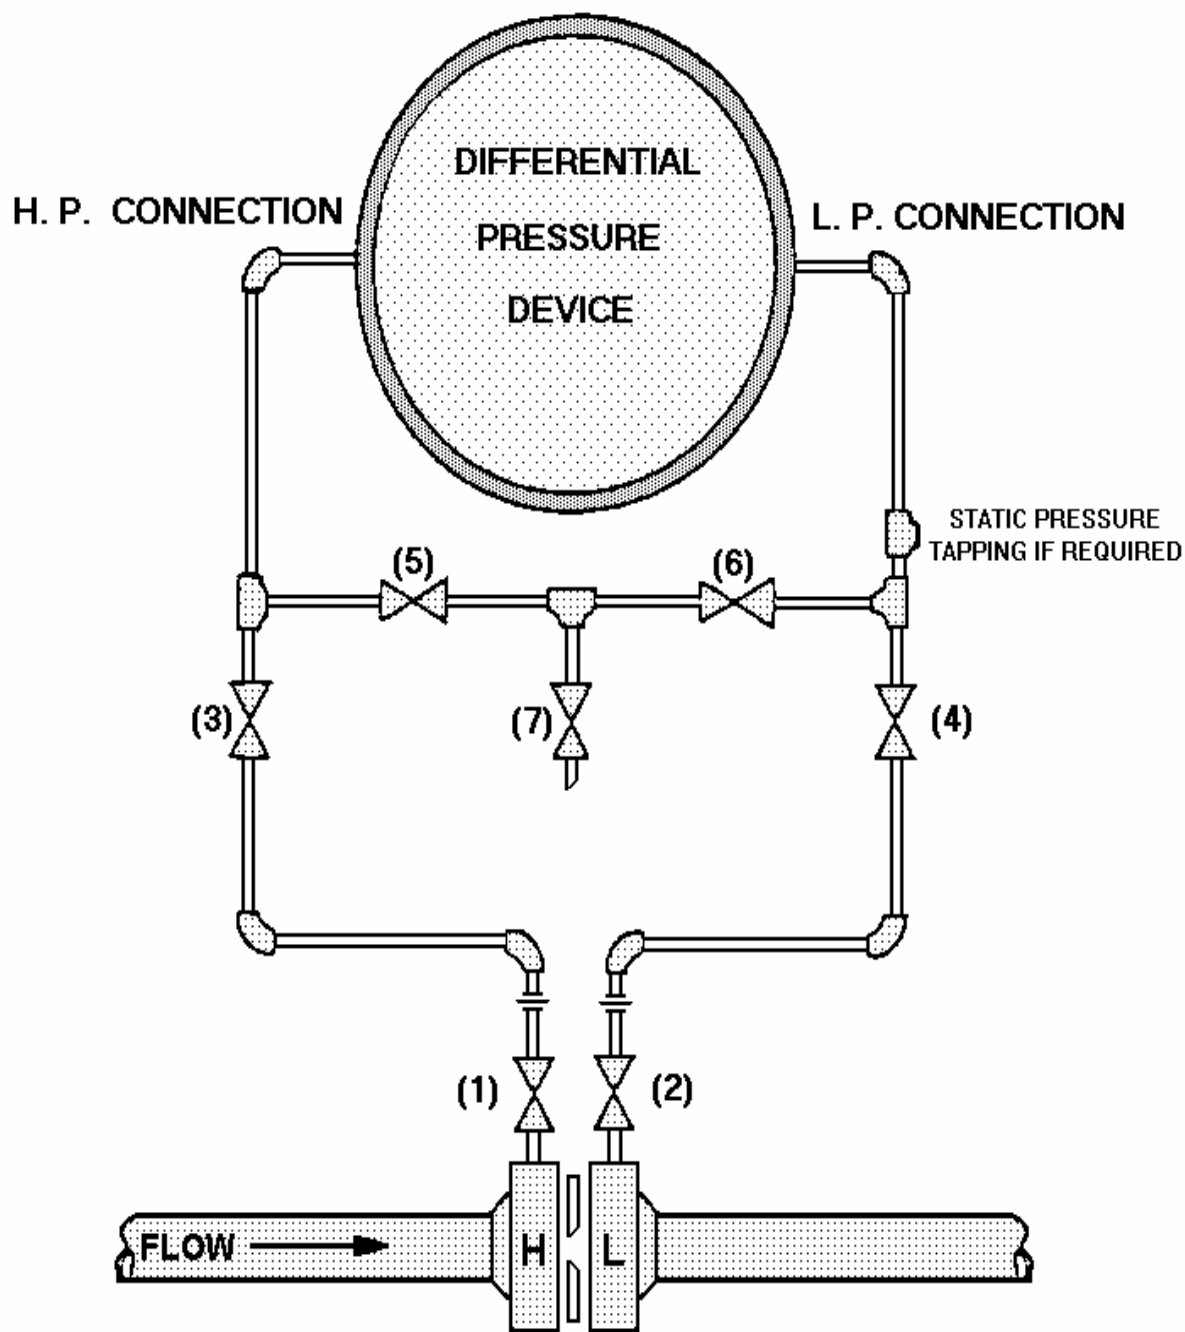 DIFFERENTIAL
PRESSURE
DEVICE
H. P. CONNECTION
L. P. CONNECTION
STATIC PRESSURE
TAPPING IF REQUIRED
(5)
(6)
(3)
(7)
(4)
(1)
(2)
FLOW
H
L